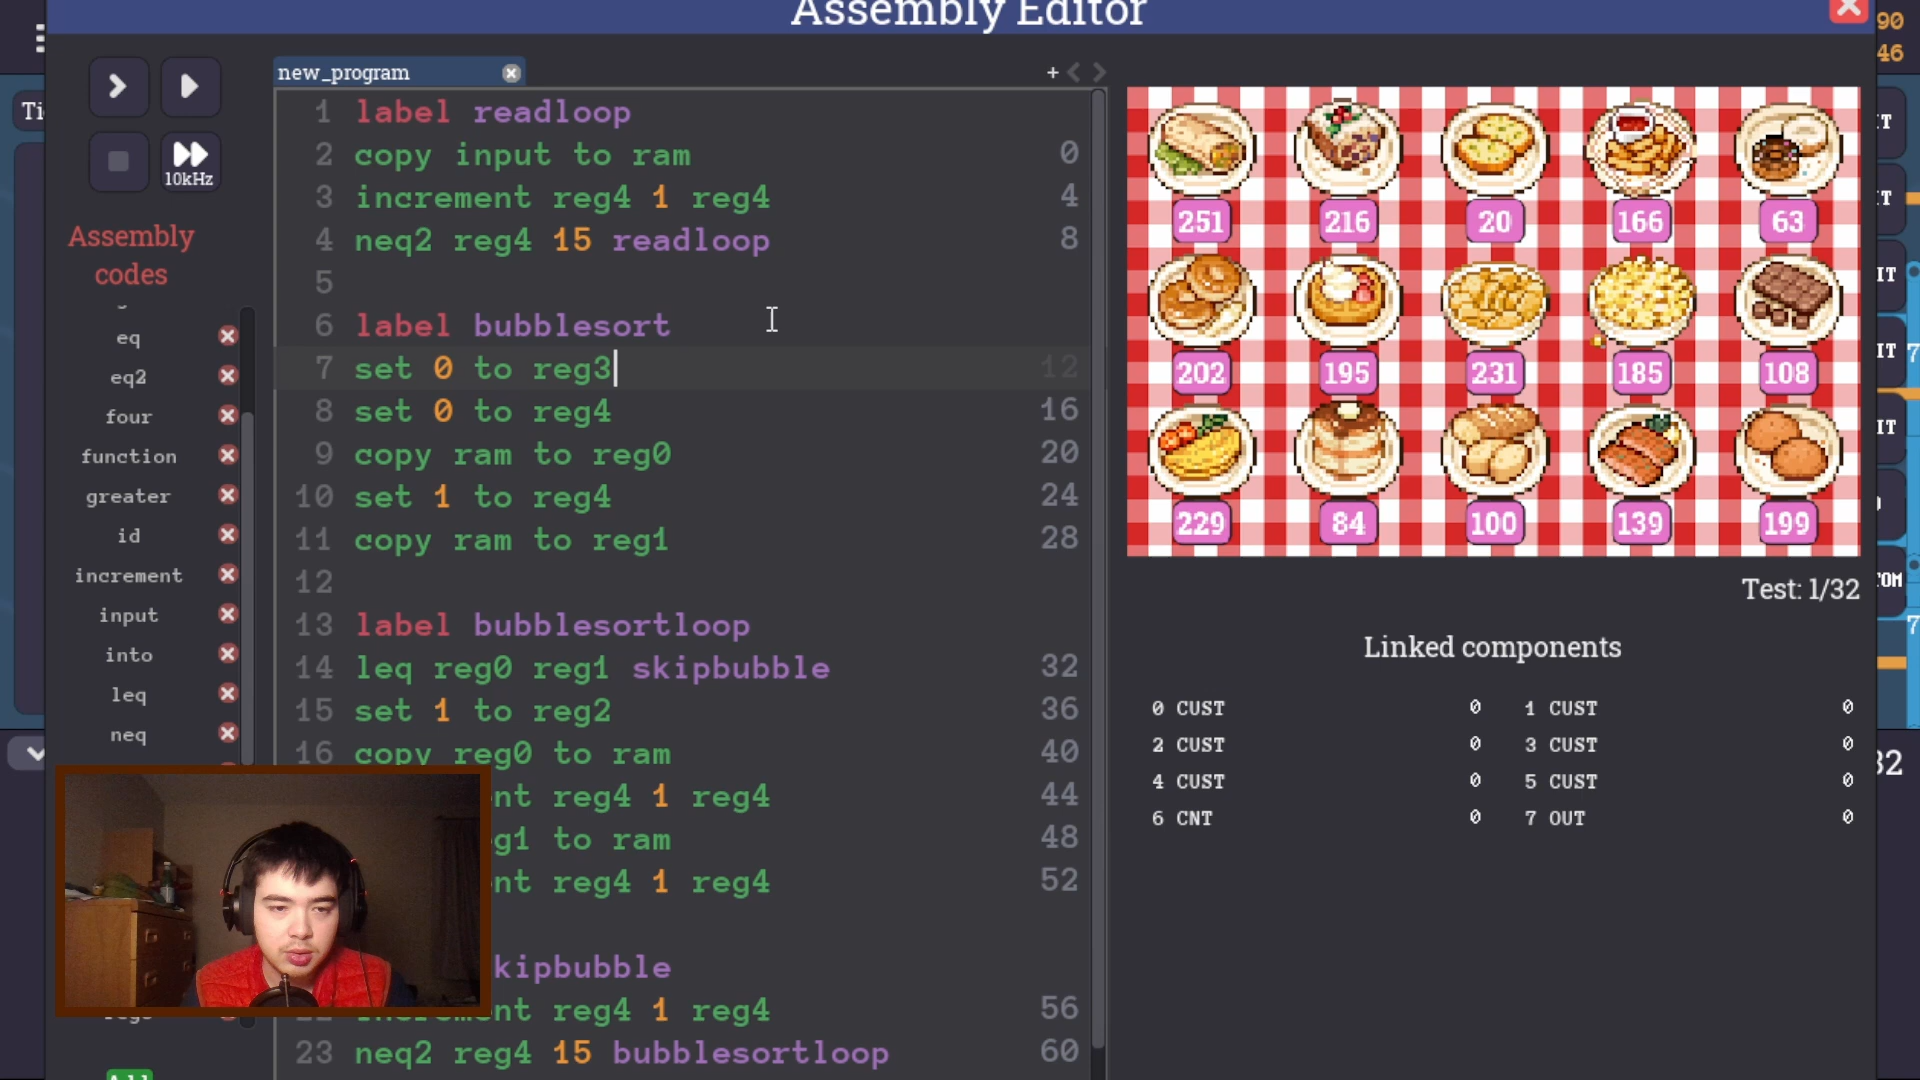 Assembly Editor
90
46
new_program
+
10kHz
Assembly
codes
eq
eq2
four
function
greater
id
increment
input
into
leq
neq
1 label readloop
2 copy input to ram 0
3 increment reg4 1 reg4 4
4 neq2 reg4 15 readloop 8
5
6 label bubblesort
7 set 0 to reg3 12
8 set 0 to reg4 16
9 copy ram to reg0 20
10 set 1 to reg4 24
11 copy ram to reg1 28
12
13 label bubblesortloop
14 leq reg0 reg1 skipbubble 32
15 set 1 to reg2 36
16 copy reg0 to ram 40
nt reg4 1 reg4 44
g1 to ram 48
nt reg4 1 reg4 52
kipbubble
nt reg4 1 reg4 56
23 neq2 reg4 15 bubblesortloop 60
251 216 20 166 63
202 195 231 185 108
229 84 100 139 199
Test: 1/32
Linked components
0 CUST 0 1 CUST 0
2 CUST 0 3 CUST 0
4 CUST 0 5 CUST 0
6 CNT 0 7 OUT 0